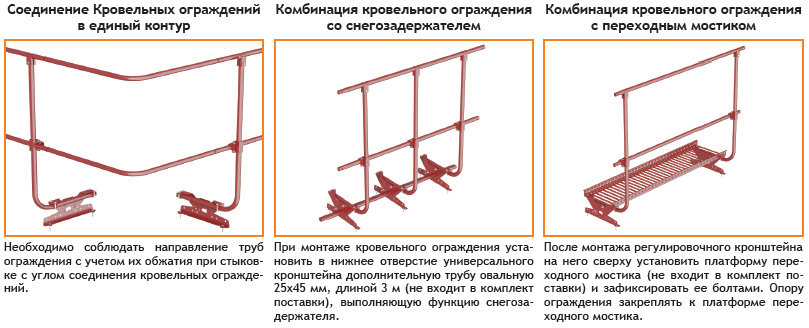 Соединение Кровельных ограждений
в единый контур
Необходимо соблюдать направление труб
ограждения с учетом их обжатия при стыков-
ке с углом соединения кровельных огражде-
ний.
Комбинация кровельного ограждения
со снегозадержателем
При монтаже кровельного ограждения уста-
новить в нижнее отверстие универсального
кронштейна дополнительную трубу овальную
25х45 мм, длиной 3 м (не входит в комплект
поставки), выполняющую функцию снегоза-
держателя.
Комбинация кровельного ограждения
с переходным мостиком
После монтажа регулировочного кронштейна
на него сверху установить платформу пере-
ходного мостика (не входит в комплект по-
ставки) и зафиксировать ее болтами. Опору
ограждения закреплять к платформе пере-
ходного мостика.